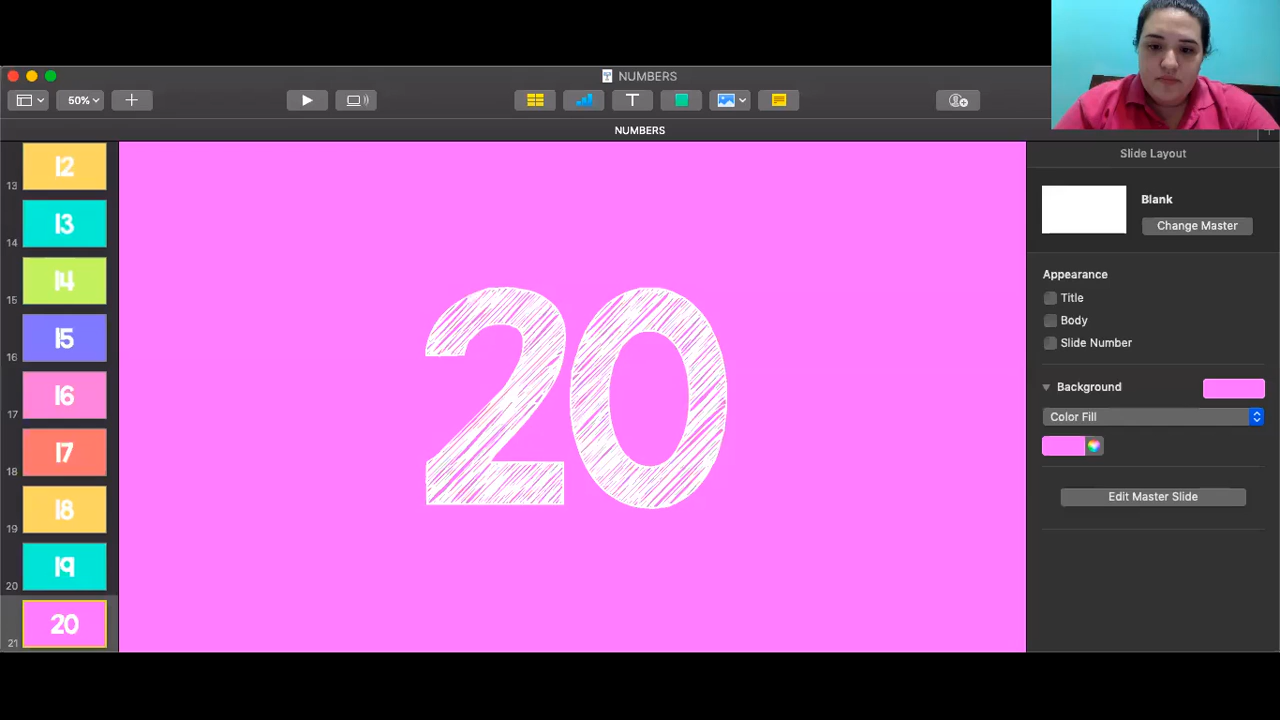 NUMBERS
50%
NUMBERS
12
13
13
14
14
15
15
16
16
17
17
18
18
19
19
20
20
21
20
Slide Layout
Blank
Change Master
Appearance
Title
Body
Slide Number
Background
Color Fill
Edit Master Slide